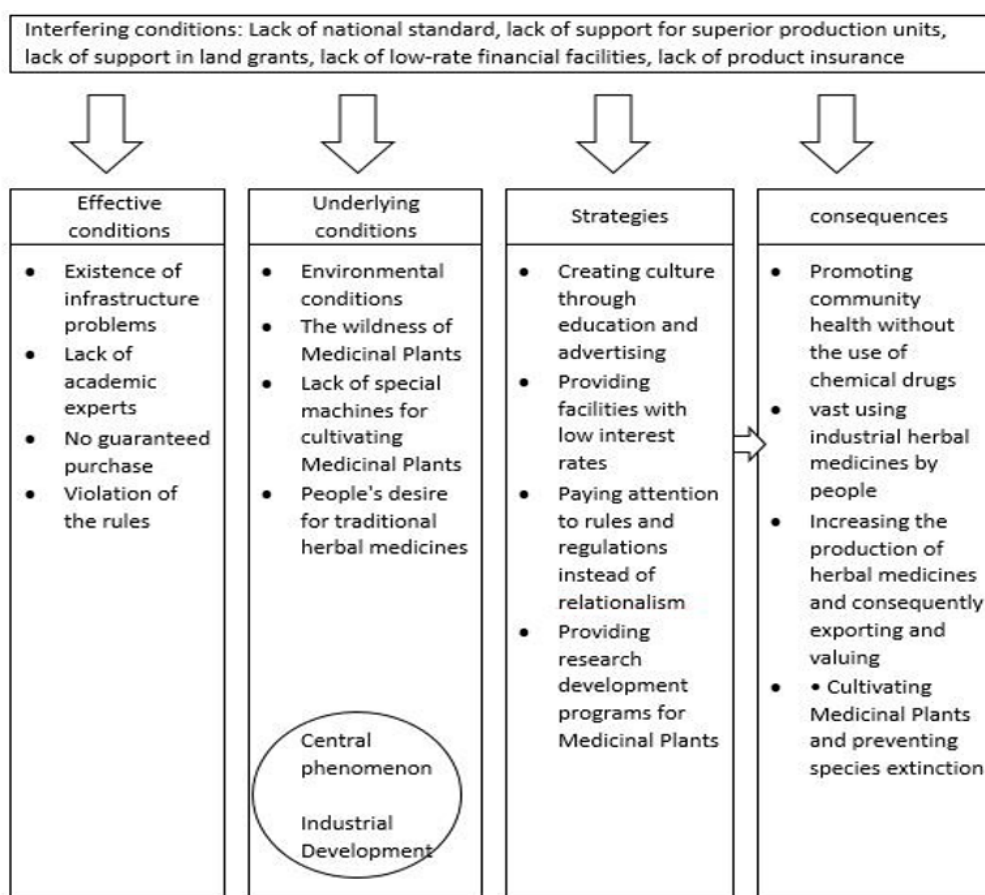 Interfering conditions: Lack of national standard, lack of support for superior production units,
lack of support in land grants, lack of low-rate financial facilities, lack of product insurance
Effective
conditions
● Existence of
infrastructure
problems
● Lack of
academic
experts
● No guaranteed
purchase
● Violation of
the rules
Underlying
conditions
● Environmental
conditions
● The wildness of
Medicinal Plants
● Lack of special
machines for
cultivating
Medicinal Plants
● People's desire
for traditional
herbal medicines
Central
phenomenon
Industrial
Development
Strategies
● Creating culture
through
education and
advertising
● Providing
facilities with
low interest
rates
● Paying attention
to rules and
regulations
instead of
relationalism
● Providing
research
development
programs for
Medicinal Plants
consequences
● Promoting
community
health without
the use of
chemical drugs
● vast using
industrial herbal
medicines by
people
● Increasing the
production of
herbal medicines
and consequently
exporting and
valuing
● • Cultivating
Medicinal Plants
and preventing
species extinction